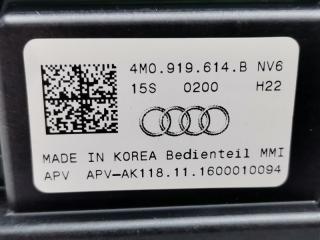 4M0.919.614.B NV6
15S 0200 H22
MADE IN KOREA Bedienteil MMI
APV APV-AK118.11.1600010094